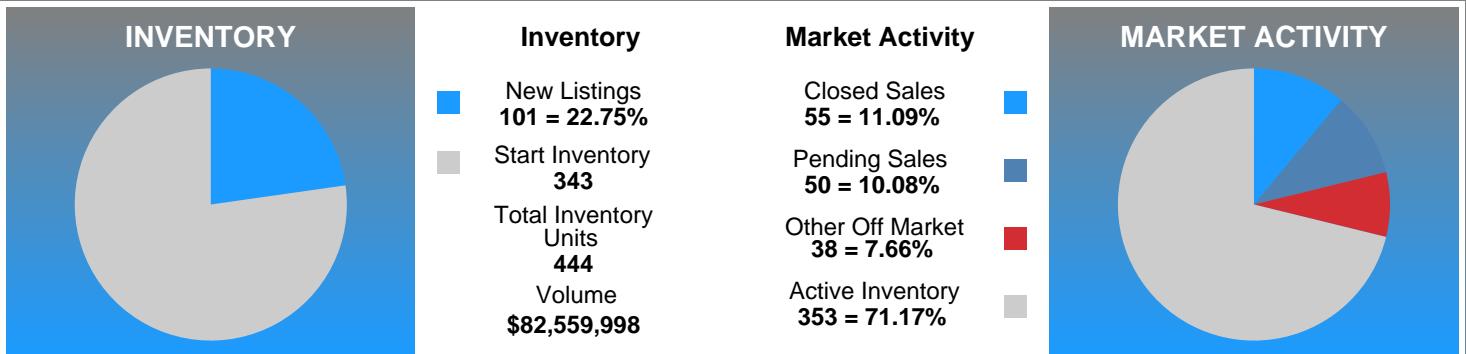 INVENTORY
Inventory
New Listings
101 = 22.75%
Start Inventory
343
Total Inventory
Units
444
Volume
$82,559,998
Market Activity
Closed Sales
55 = 11.09%
Pending Sales
50 = 10.08%
Other Off Market
38 = 7.66%
Active Inventory
353 = 71.17%
MARKET ACTIVITY